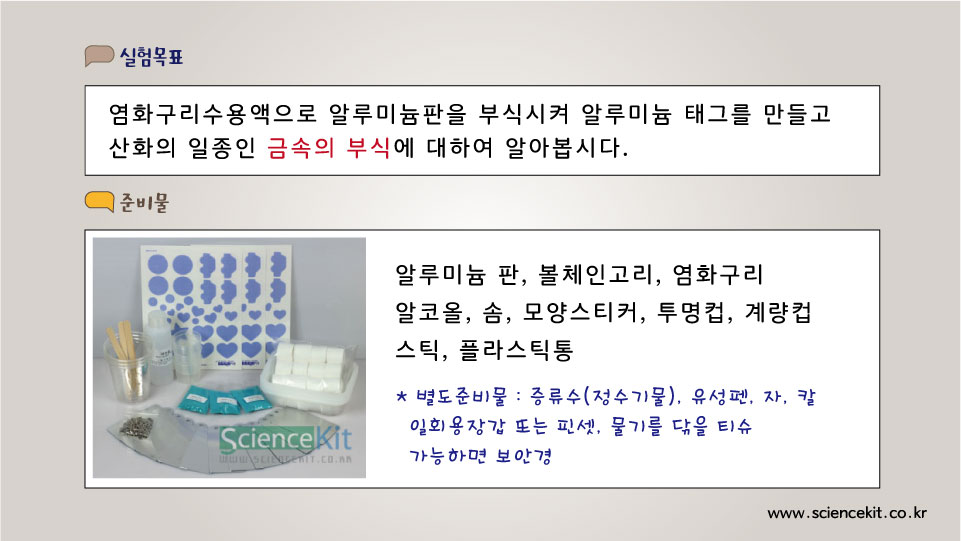 실험목표
염화구리수용액으로 알루미늄판을 부식시켜 알루미늄 태그를 만들고
산화의 일종인 금속의 부식에 대하여 알아봅시다.
준비물
알루미늄 판, 볼체인고리, 염화구리
알코올, 솜, 모양스티커, 투명컵, 계량컵
스틱, 플라스틱통
* 별도준비물 : 증류수(정수기물), 유성펜, 자, 칼
일회용장갑 또는 핀셋, 물기를 닦을 티슈
가능하면 보안경
ScienceKit
WWW.SCIENCEKIT.CO.KR
www.sciencekit.co.kr